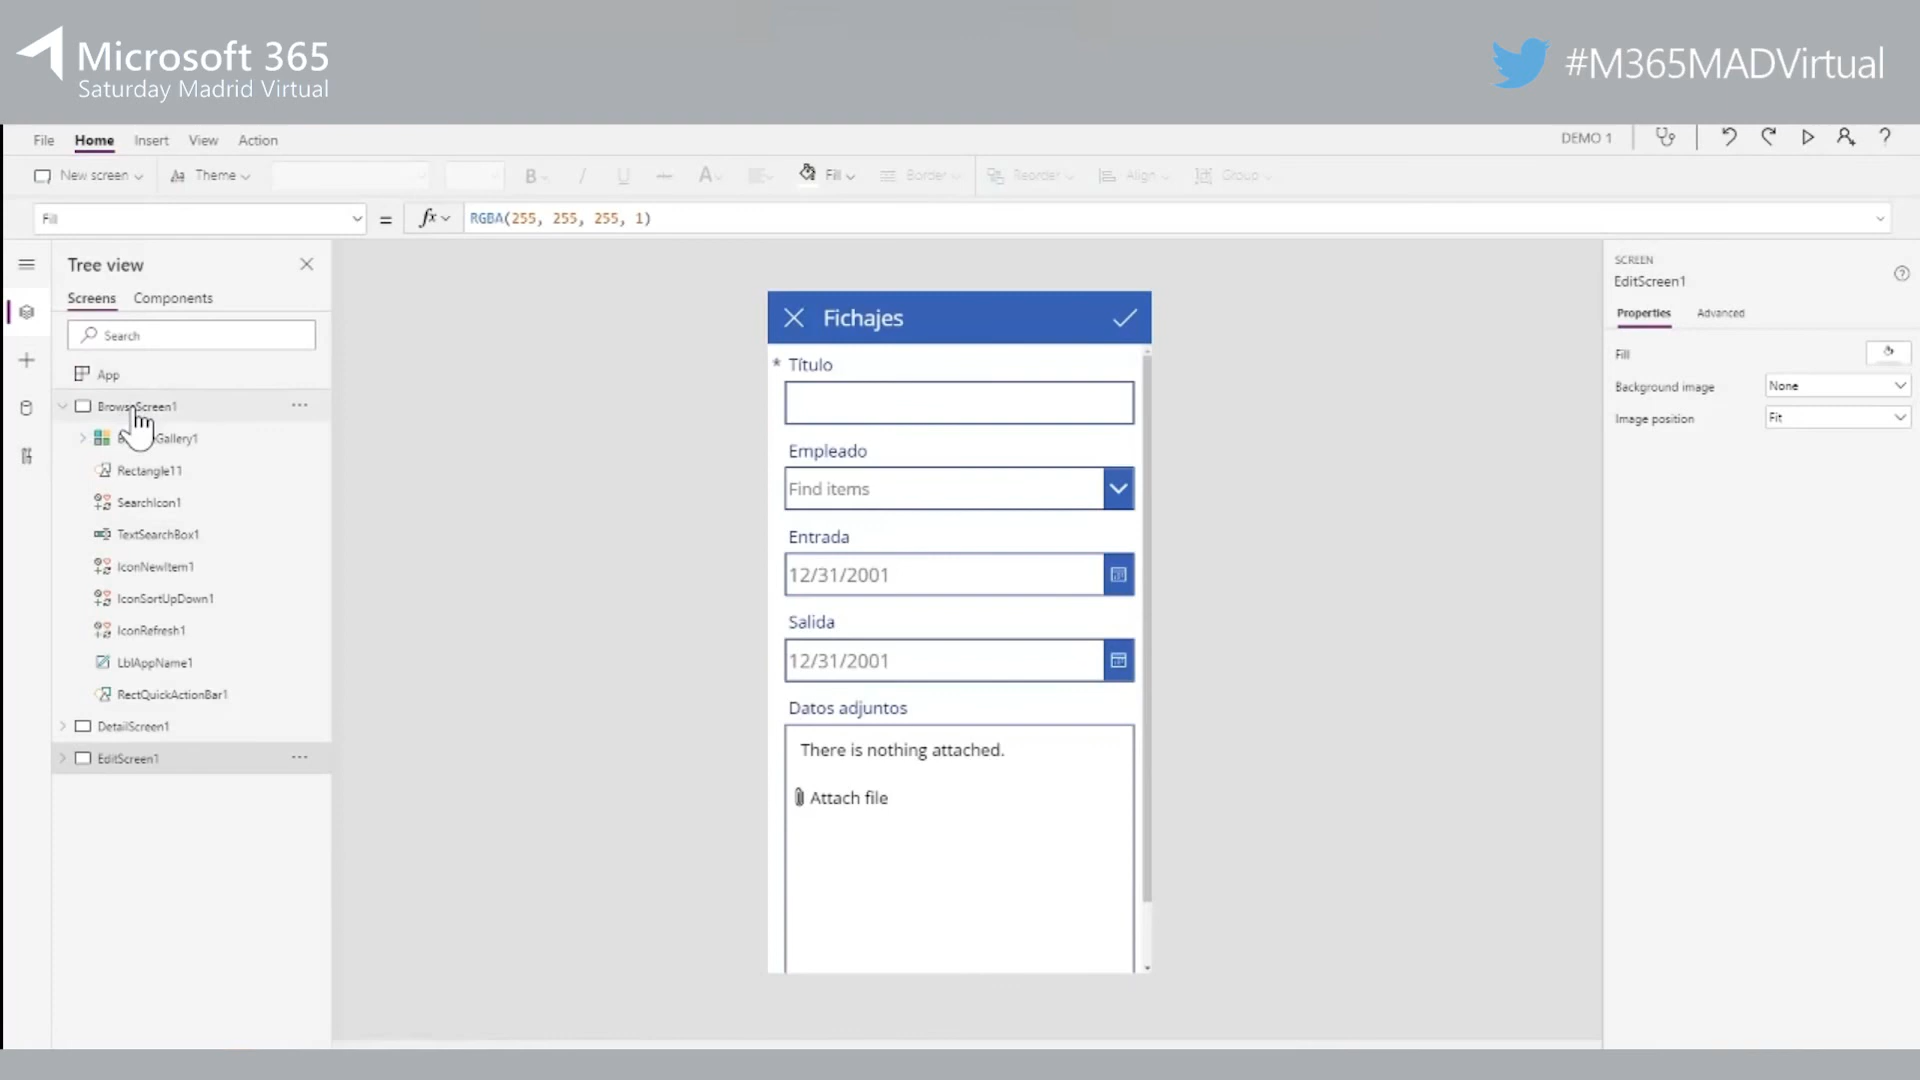 Microsoft 365
Saturday Madrid Virtual
#M365MADVirtual
File Home Insert View Action
DEMO 1
New screen Theme B / U A Fill Border Reorder Align Group
Fill = fx RGBA(255, 255, 255, 1)
Tree view
Screens Components
Search
App
BrowseScreen1
Gallery1
Rectangle11
SearchIcon1
TextSearchBox1
IconNewItem1
IconSortUpDown1
IconRefresh1
LblAppName1
RectQuickActionBar1
DetailScreen1
EditScreen1
Fichajes
* Título
Empleado
Find items
Entrada
12/31/2001
Salida
12/31/2001
Datos adjuntos
There is nothing attached.
Attach file
SCREEN
EditScreen1
Properties Advanced
Fill
Background image None
Image position Fit